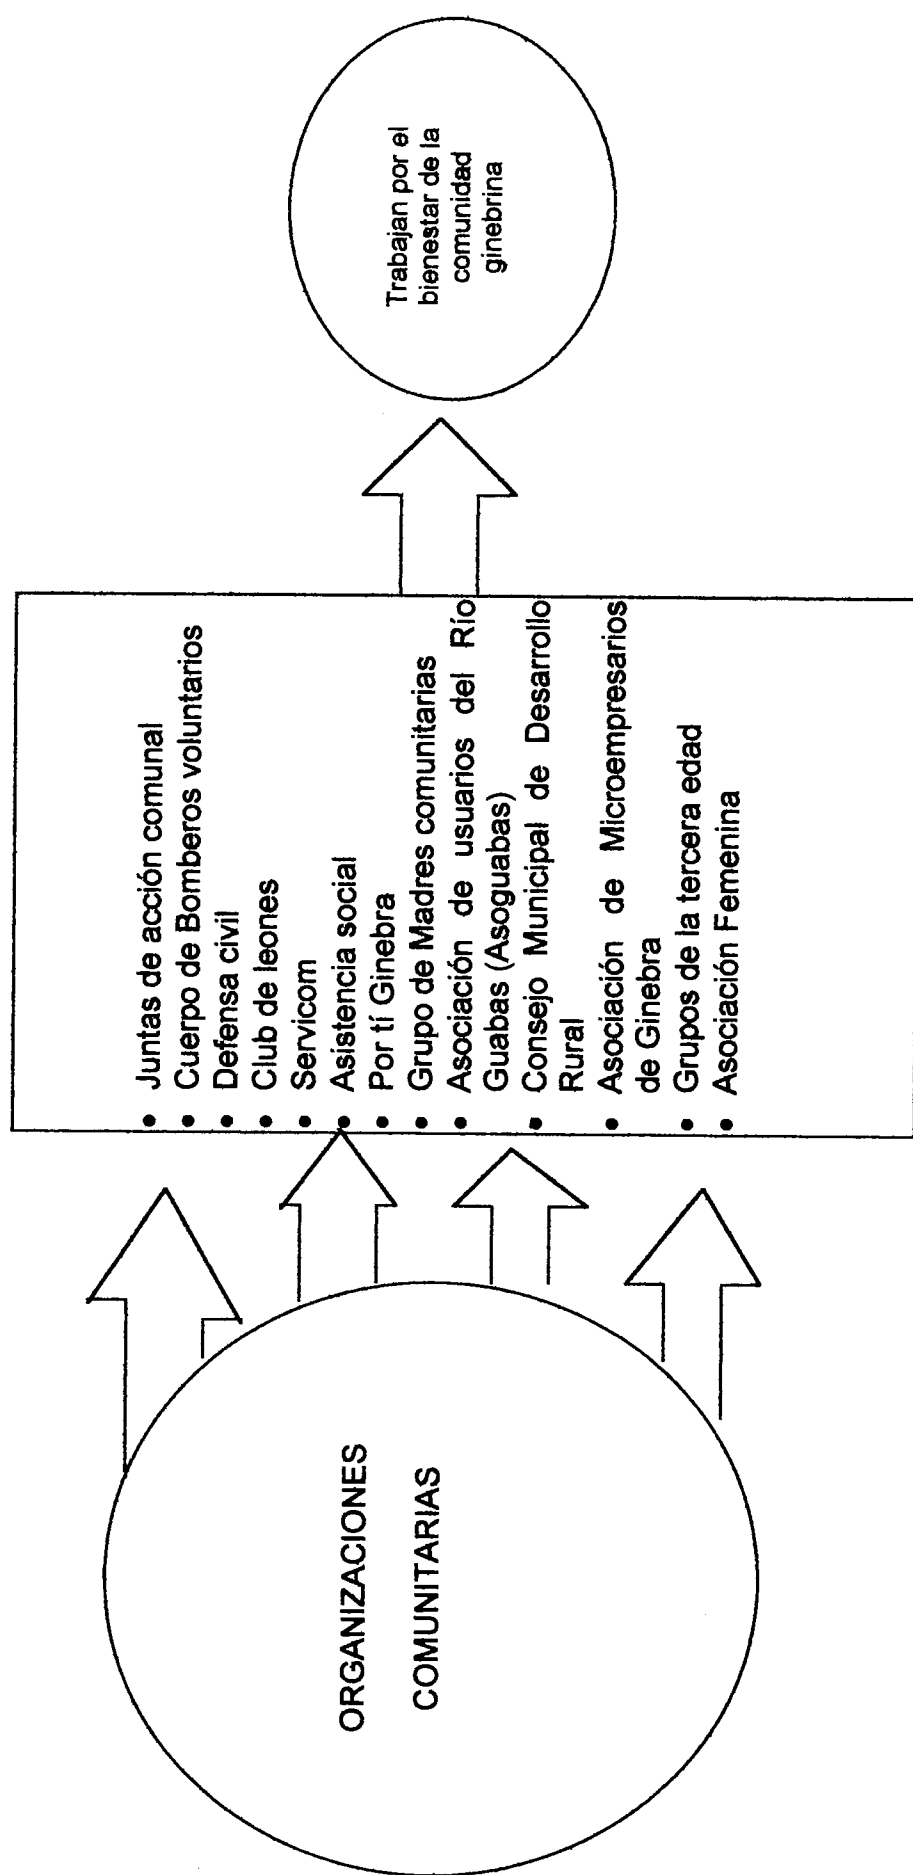 ORGANIZACIONES
COMUNITARIAS
• Juntas de acción comunal
• Cuerpo de Bomberos voluntarios
• Defensa civil
• Club de leones
• Servicom
• Asistencia social
• Por tí Ginebra
• Grupo de Madres comunitarias
• Asociación de usuarios del Río
Guabas (Asoguabas)
• Consejo Municipal de Desarrollo
Rural
• Asociación de Microempresarios
de Ginebra
• Grupos de la tercera edad
• Asociación Femenina
Trabajan por el
bienestar de la
comunidad
ginebrina